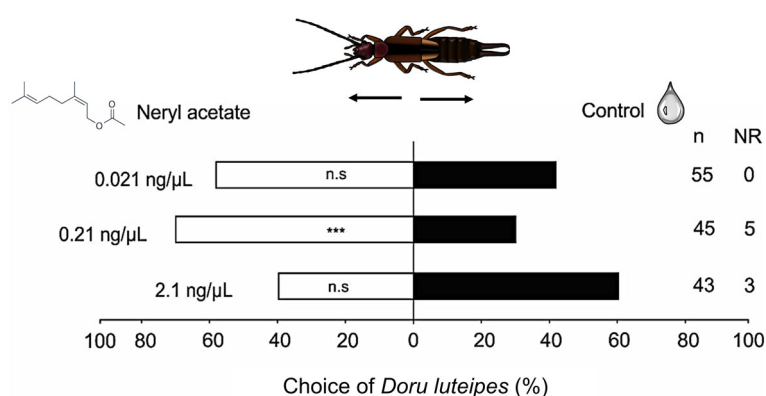 Neryl acetate
Control
n NR
0.021 ng/µL n.s 55 0
0.21 ng/µL *** 45 5
2.1 ng/µL n.s 43 3
100 80 60 40 20 0 20 40 60 80 100
Choice of Doru luteipes (%)
O
O